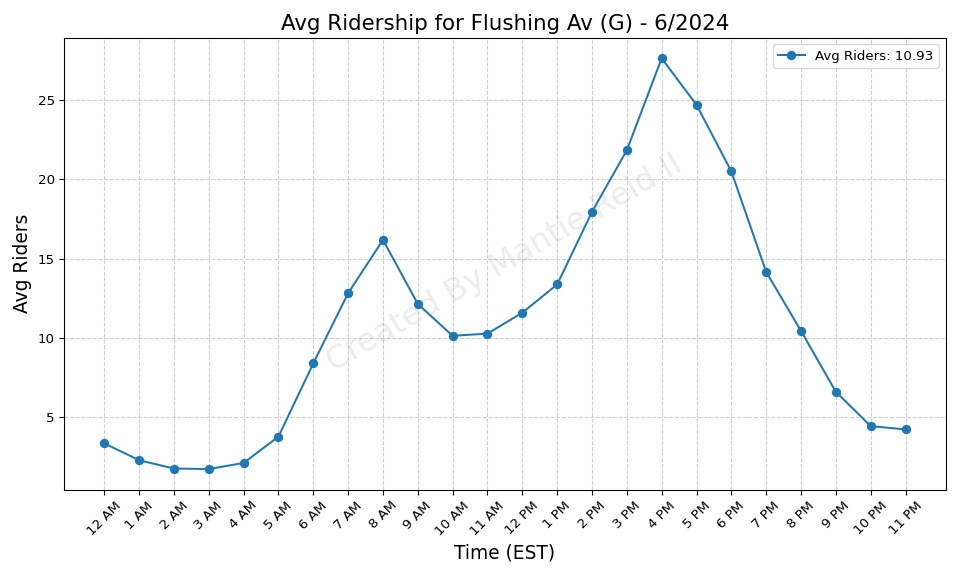 Avg Ridership for Flushing Av (G) - 6/2024
Avg Riders: 10.93
Avg Riders
25
20
15
10
5
Created By Mantle Reid II
12 AM
1 AM
2 AM
3 AM
4 AM
5 AM
6 AM
7 AM
8 AM
9 AM
10 AM
11 AM
12 PM
1 PM
2 PM
3 PM
4 PM
5 PM
6 PM
7 PM
8 PM
9 PM
10 PM
11 PM
Time (EST)